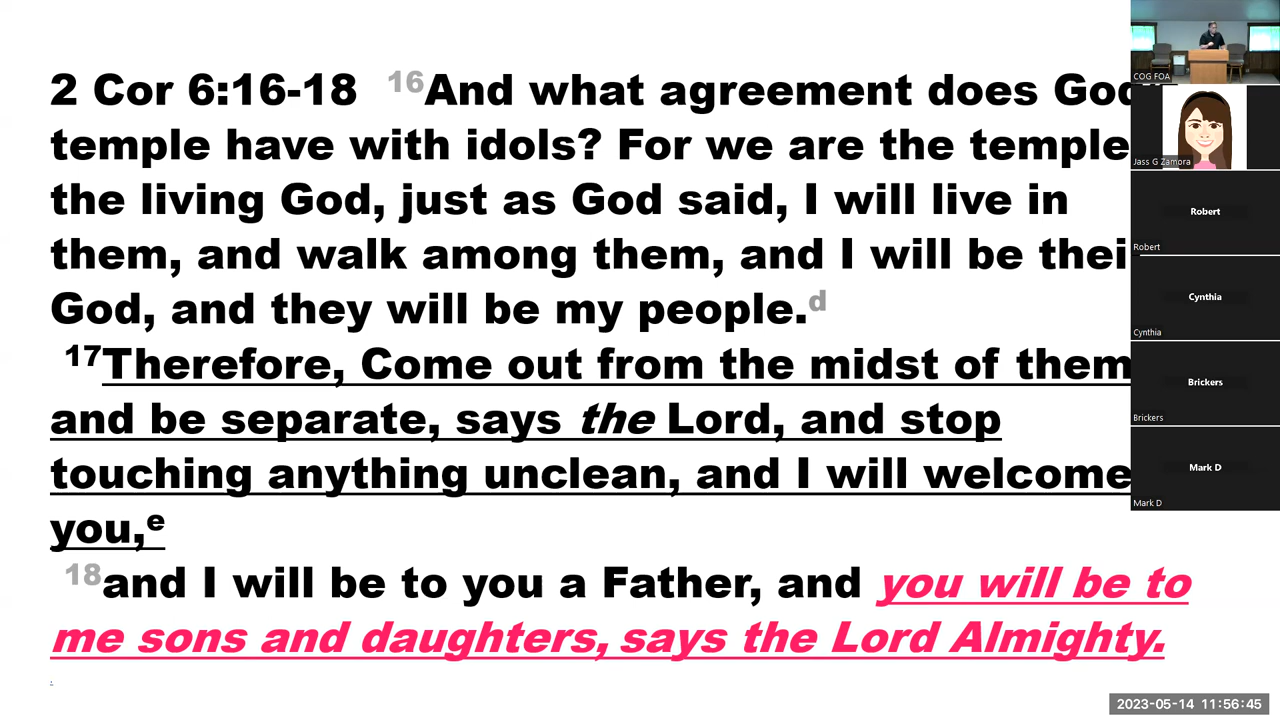 2 Cor 6:16-18 16And what agreement does God's
temple have with idols? For we are the temple
the living God, just as God said, I will live in
them, and walk among them, and I will be thei
God, and they will be my people.d
17Therefore, Come out from the midst of them
and be separate, says the Lord, and stop
touching anything unclean, and I will welcome
you,e
18and I will be to you a Father, and you will be to
me sons and daughters, says the Lord Almighty.
COG FOA
Jass G Zamora
Robert
Robert
Cynthia
Cynthia
Brickers
Brickers
Mark D
Mark D
2023-05-14 11:56:45